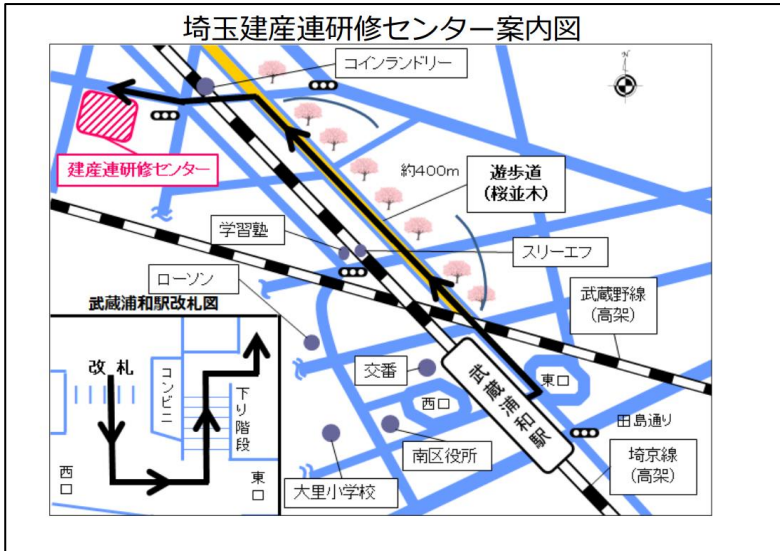 埼玉建産連研修センター案内図
コインランドリー
N
建産連研修センター
約400m
遊歩道
(桜並木)
学習塾
スリーエフ
ローソン
武蔵野線
(高架)
武蔵浦和駅改札図
改札
コンビニ
下り階段
西口
東口
交番
武蔵浦和駅
東口
西口
田島通り
南区役所
埼京線
(高架)
大里小学校